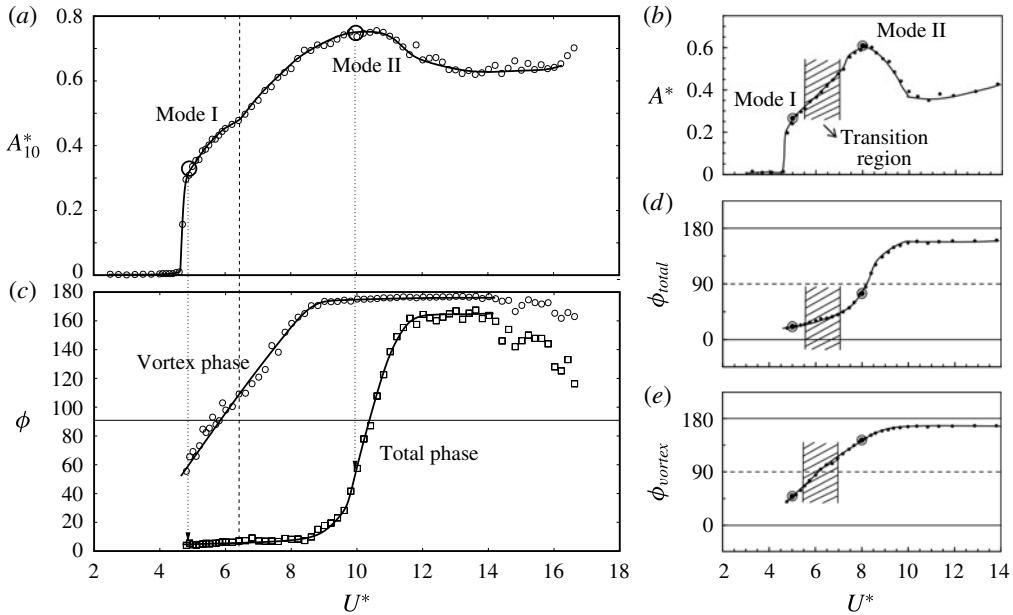 (a)
0.8
0.6
A*10
0.4
0.2
0
Mode I
Mode II
(c)
180
160
140
120
100
ϕ
80
60
40
20
0
Vortex phase
Total phase
2 4 6 8 10 12 14 16 18
U*
(b)
0.6
0.4
A*
0.2
0
Mode II
Mode I
Transition
region
(d)
180
ϕtotal
90
0
(e)
180
ϕvortex
90
0
2 4 6 8 10 12 14
U*